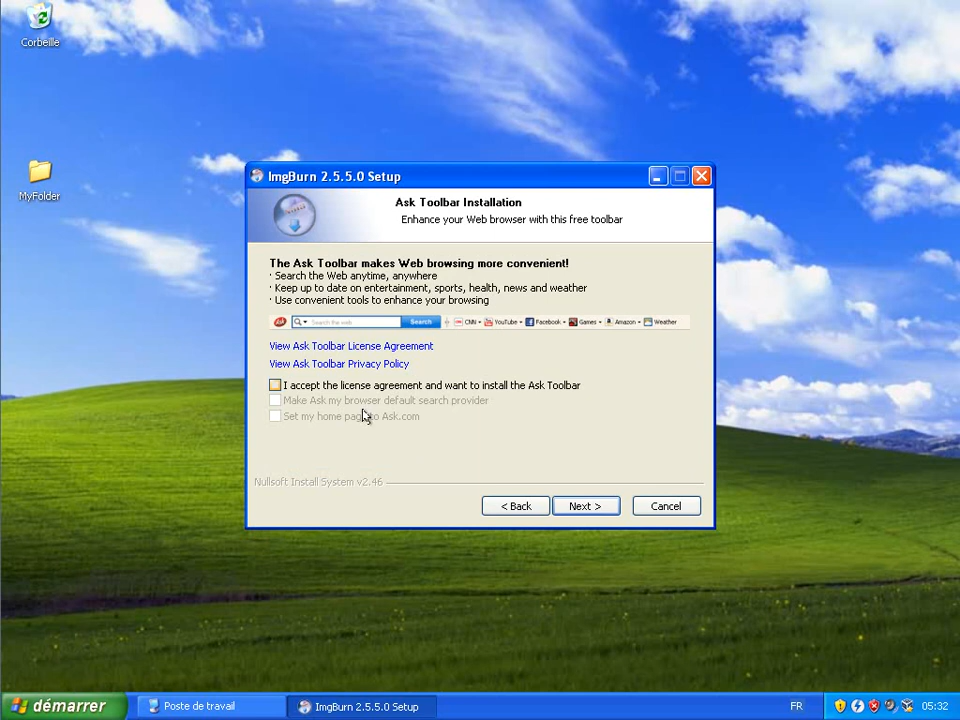 Corbeille
MyFolder
ImgBurn 2.5.5.0 Setup
Ask Toolbar Installation
Enhance your Web browser with this free toolbar
The Ask Toolbar makes Web browsing more convenient!
· Search the Web anytime, anywhere
· Keep up to date on entertainment, sports, health, news and weather
· Use convenient tools to enhance your browsing
Ask Search the web Search CNN YouTube Facebook Games Amazon Weather
View Ask Toolbar License Agreement
View Ask Toolbar Privacy Policy
I accept the license agreement and want to install the Ask Toolbar
Make Ask my browser default search provider
Set my home page to Ask.com
Nullsoft Install System v2.46
< Back Next > Cancel
démarrer Poste de travail ImgBurn 2.5.5.0 Setup FR 05:32